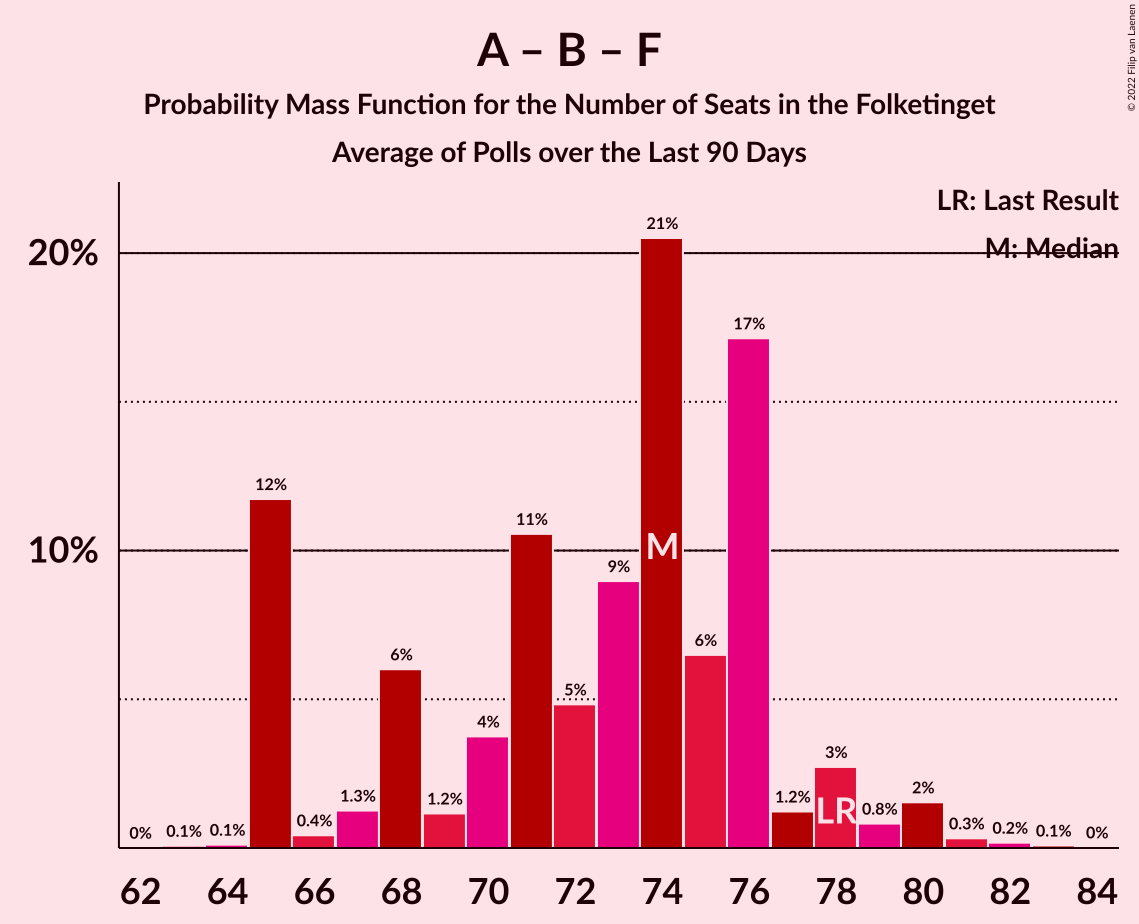 A – B – F
Probability Mass Function for the Number of Seats in the Folketinget
Average of Polls over the Last 90 Days
© 2022 Filip van Laenen
LR: Last Result
M: Median
20%
10%
0%
0.1%
0.1%
12%
0.4%
1.3%
6%
1.2%
4%
11%
5%
9%
21%
6%
17%
1.2%
3%
0.8%
2%
0.3%
0.2%
0.1%
0%
M
LR
62 64 66 68 70 72 74 76 78 80 82 84